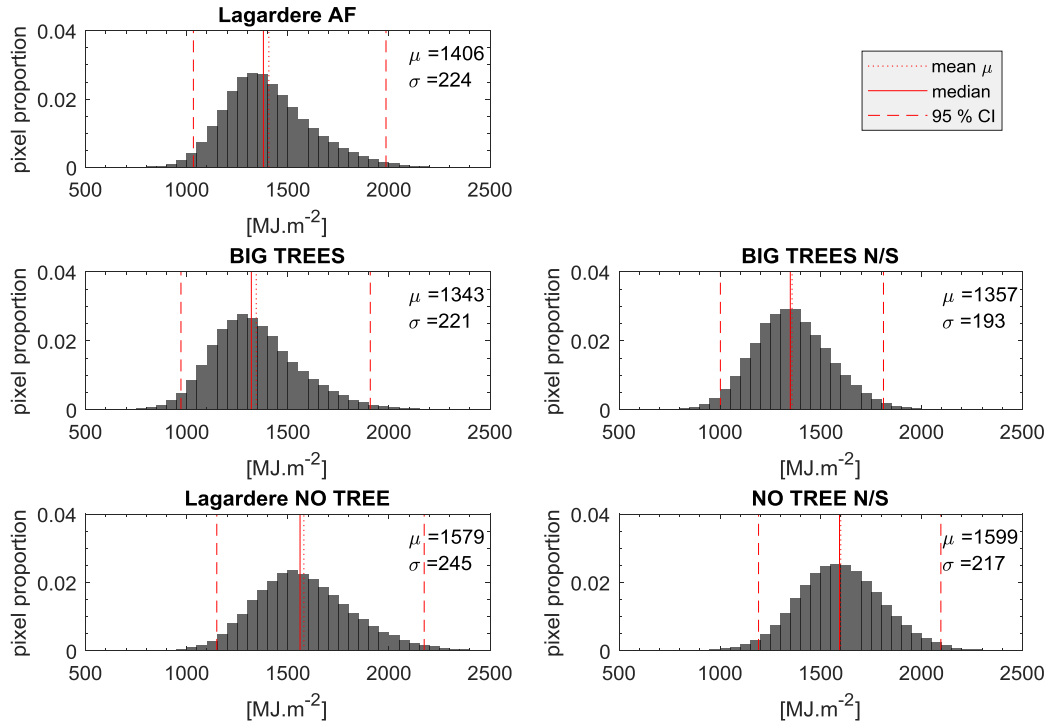 Lagardere AF
0.04
0.02
0
pixel proportion
μ =1406
σ =224
500 1000 1500 2000 2500
[MJ.m-2]
mean μ
median
95 % CI
BIG TREES
0.04
0.02
0
pixel proportion
μ =1343
σ =221
500 1000 1500 2000 2500
[MJ.m-2]
BIG TREES N/S
0.04
0.02
0
pixel proportion
μ =1357
σ =193
500 1000 1500 2000 2500
[MJ.m-2]
Lagardere NO TREE
0.04
0.02
0
pixel proportion
μ =1579
σ =245
500 1000 1500 2000 2500
[MJ.m-2]
NO TREE N/S
0.04
0.02
0
pixel proportion
μ =1599
σ =217
500 1000 1500 2000 2500
[MJ.m-2]